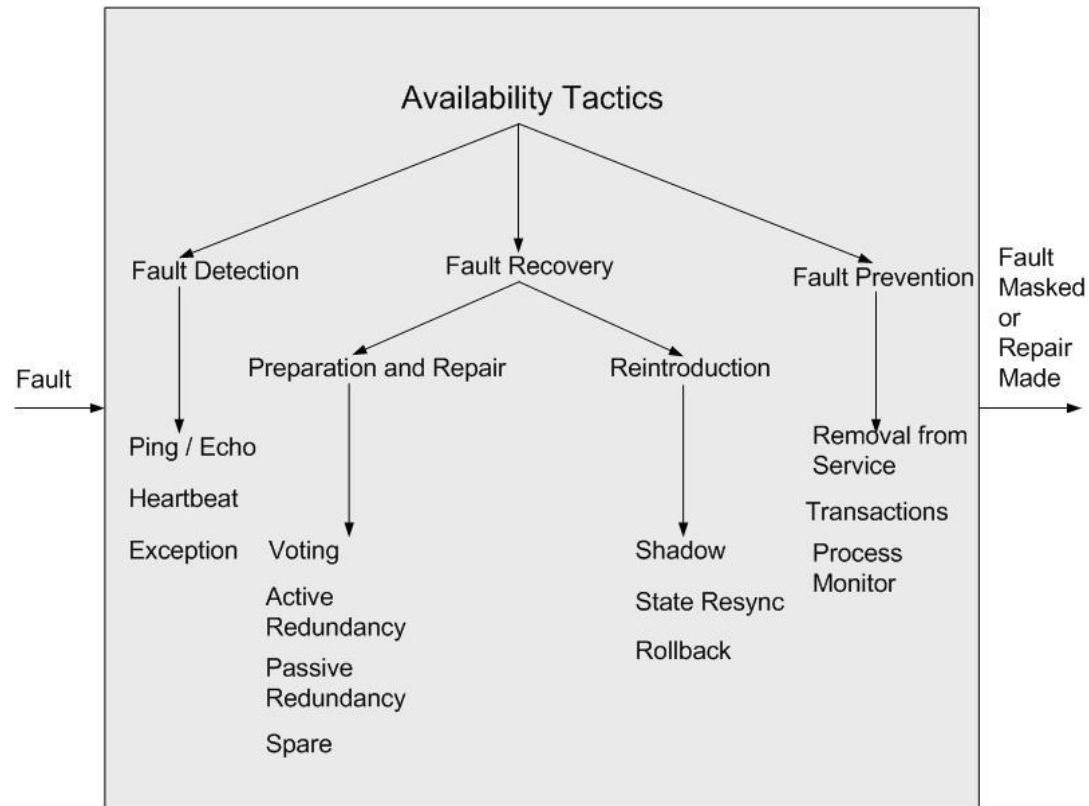 Availability Tactics
Fault Detection
Fault Recovery
Fault Prevention
Fault
Masked
or
Repair
Made
Fault
Preparation and Repair
Reintroduction
Ping / Echo
Heartbeat
Exception
Voting
Active
Redundancy
Passive
Redundancy
Spare
Shadow
State Resync
Rollback
Removal from
Service
Transactions
Process
Monitor